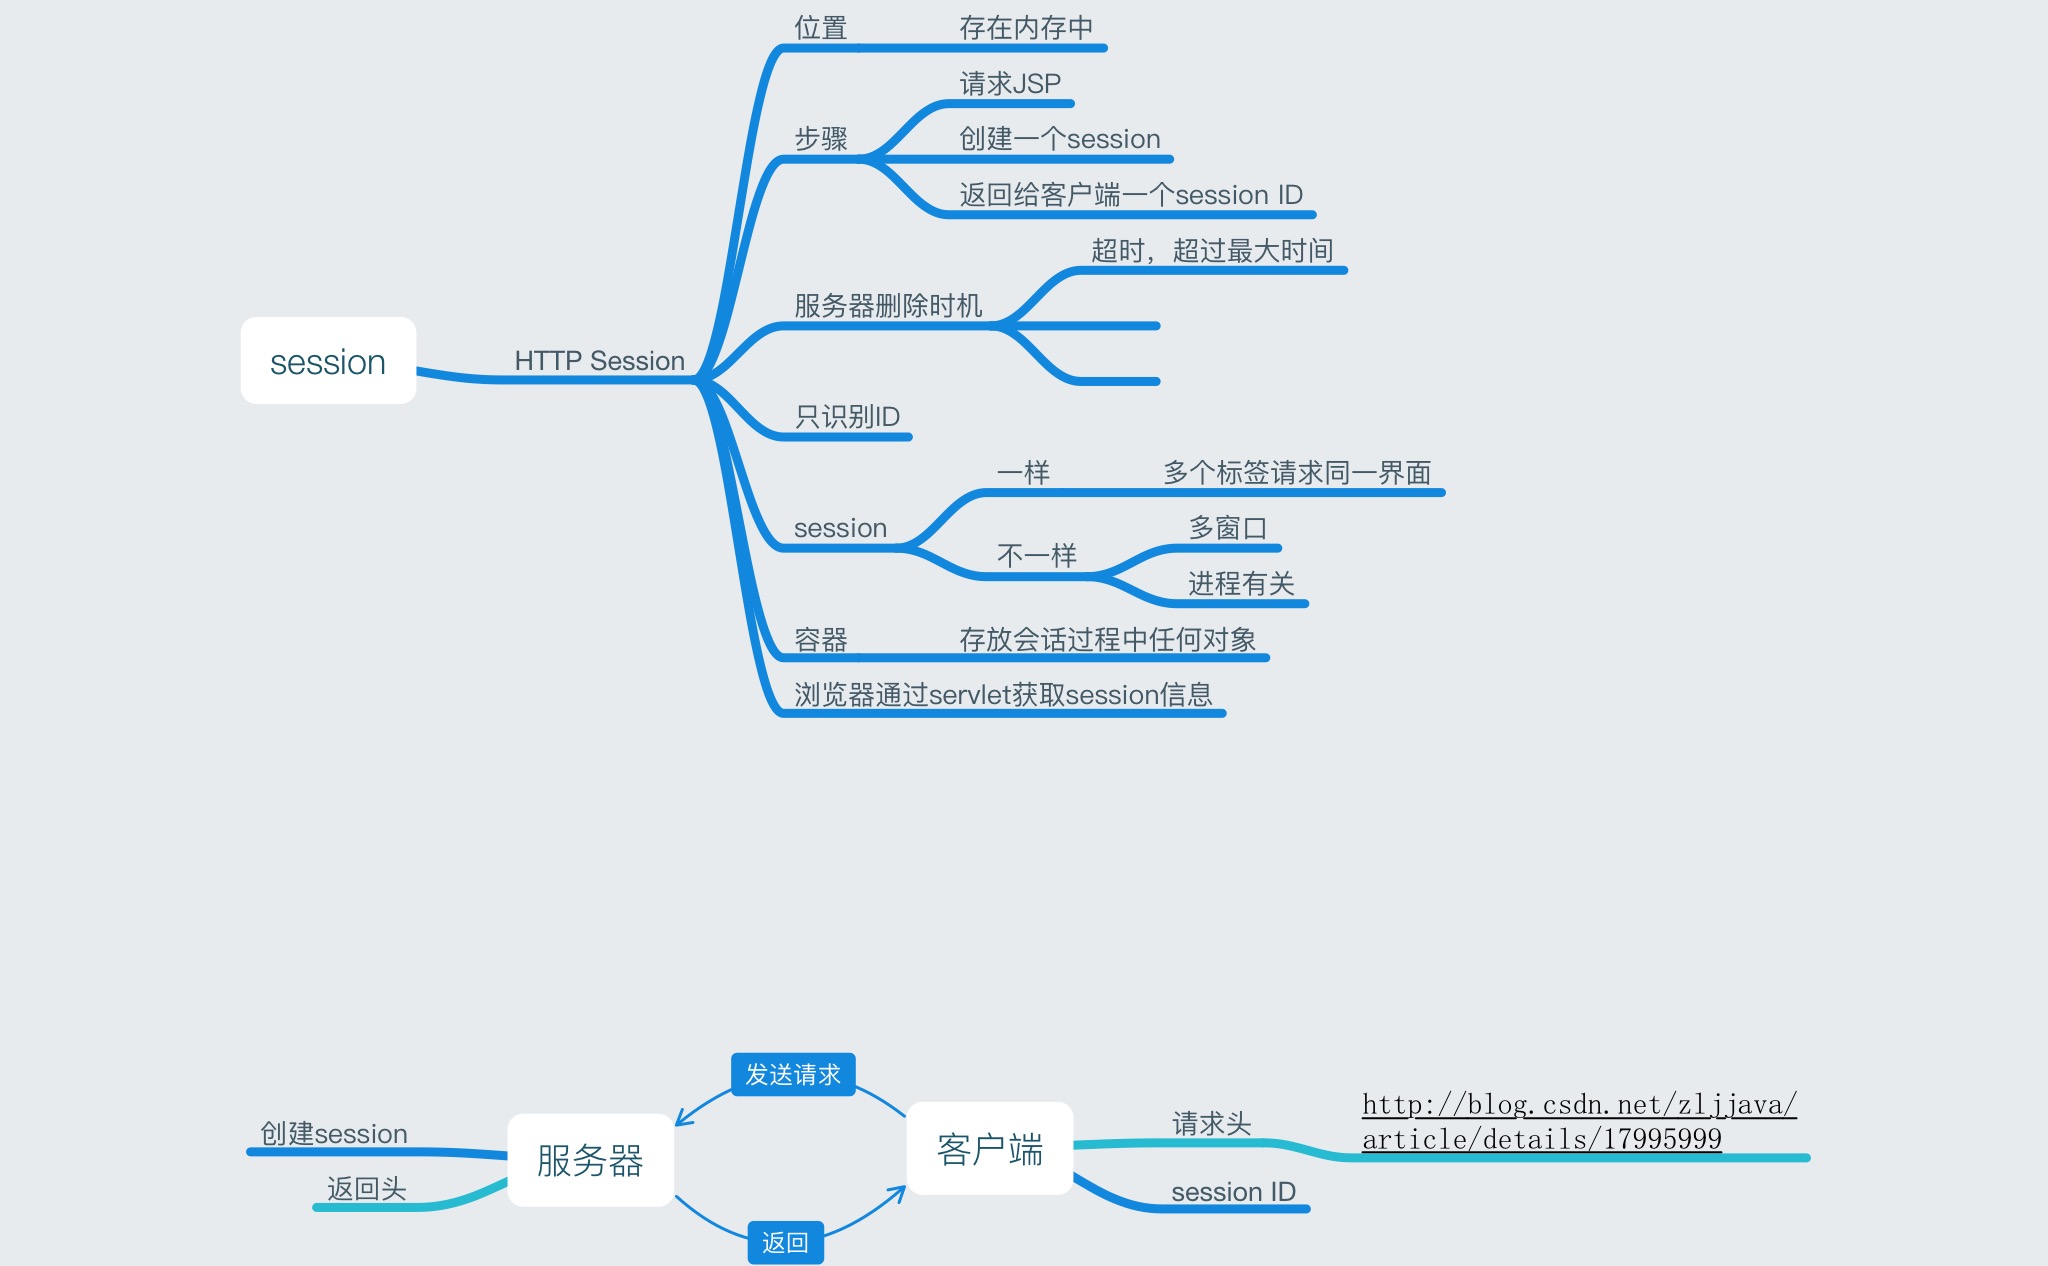 位置
存在内存中
请求JSP
步骤
创建一个session
返回给客户端一个session ID
超时，超过最大时间
服务器删除时机
session
HTTP Session
只识别ID
一样
多个标签请求同一界面
session
多窗口
不一样
进程有关
容器
存放会话过程中任何对象
浏览器通过servlet获取session信息
发送请求
创建session
服务器
返回头
客户端
请求头
http://blog.csdn.net/zljjava/
article/details/17995999
session ID
返回